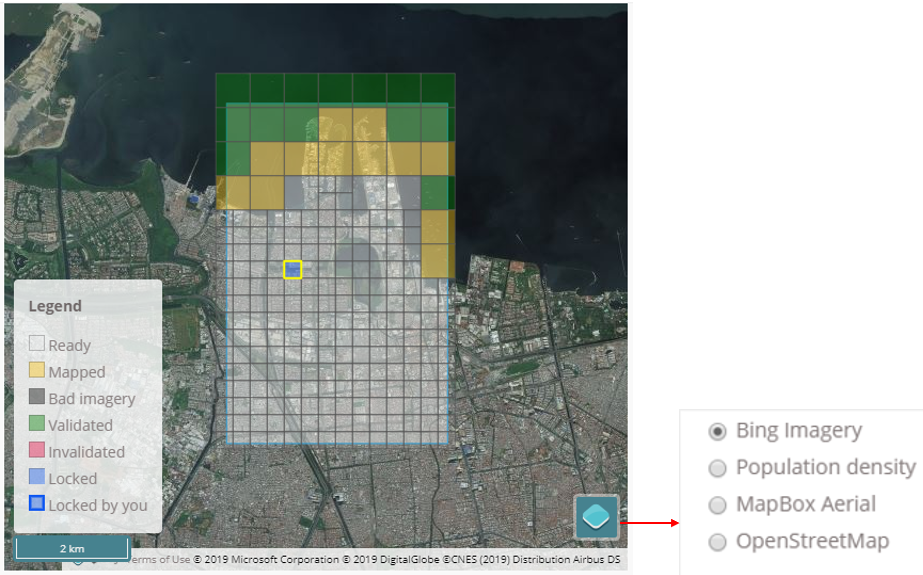 Legend
Ready
Mapped
Bad imagery
Validated
Invalidated
Locked
Locked by you
2 km
Terms of Use © 2019 Microsoft Corporation © 2019 DigitalGlobe ©CNES (2019) Distribution Airbus DS
Bing Imagery
Population density
MapBox Aerial
OpenStreetMap